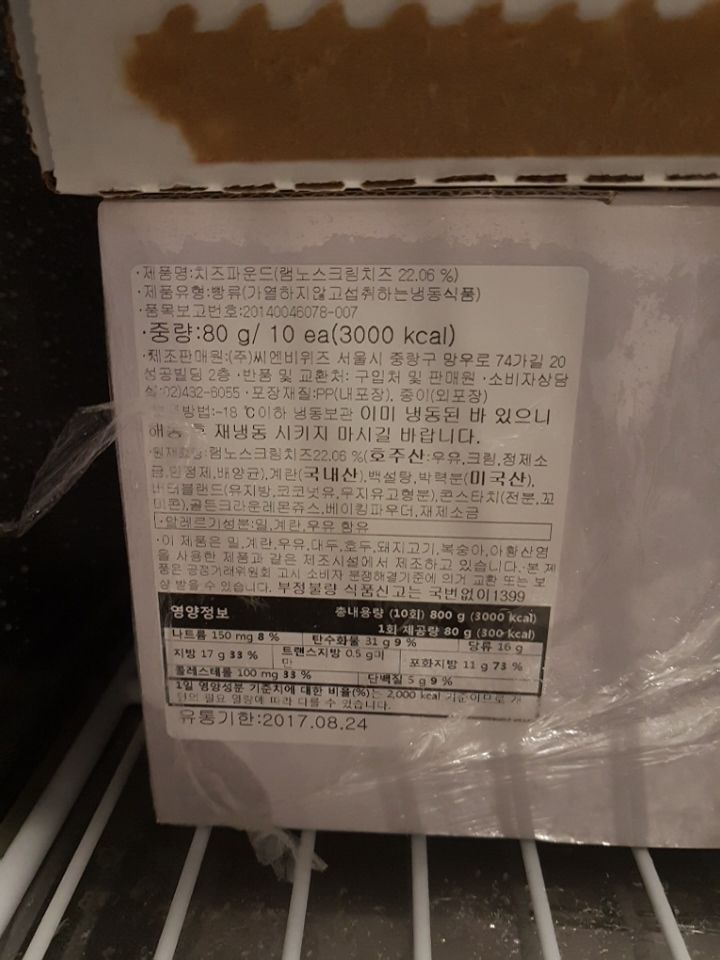 ·제품명:치즈파운드(램노스크림치즈 22.06 %)
·제품유형:빵류(가열하지않고섭취하는냉동식품)
·품목보고번호:20140046078-007
·중량:80 g/ 10 ea(3000 kcal)
·제조판매원:(주)씨엔비위즈 서울시 중랑구 망우로 74가길 20
성공빌딩 2층 ·반품 및 교환처: 구입처 및 판매원 ·소비자상담
실:02)432-6055 ·포장재질:PP(내포장), 종이(외포장)
방법:-18 ℃이하 냉동보관 이미 냉동된 바 있으니
해동 후 재냉동 시키지 마시길 바랍니다.
·원재료명:램노스크림치즈22.06 %(호주산:우유,크림,정제소
금,빈정제,배양균),계란(국내산),백설탕,박력분(미국산),
버터블랜드(유지방,코코넛유,무지유고형분),콘스타치(전분,꼬
미콘),골든크라운레몬쥬스,베이킹파우더,재제소금
·알레르기성분:밀,계란,우유 함유
·이 제품은 밀,계란,우유,대두,호두,돼지고기,복숭아,아황산염
을 사용한 제품과 같은 제조시설에서 제조하고 있습니다.·본 제
품은 공정거래위원회 고시 소비자 분쟁해결기준에 의거 교환 또는 보
상 받을 수 있습니다. 부정불량 식품신고는 국번없이1399
영양정보 총내용량 (10회) 800 g (3000 kcal)
1회 제공량 80 g (300 kcal)
나트륨 150 mg 8 % 탄수화물 31 g 9 % 당류 16 g
지방 17 g 33 % 트랜스지방 0.5 g미만 포화지방 11 g 73 %
콜레스테롤 100 mg 33 % 단백질 5 g 9 %
1일 영양성분 기준치에 대한 비율(%)는 2,000 kcal 기준이므로 개
인의 필요 열량에 따라 다를 수 있습니다.
유통기한:2017.08.24